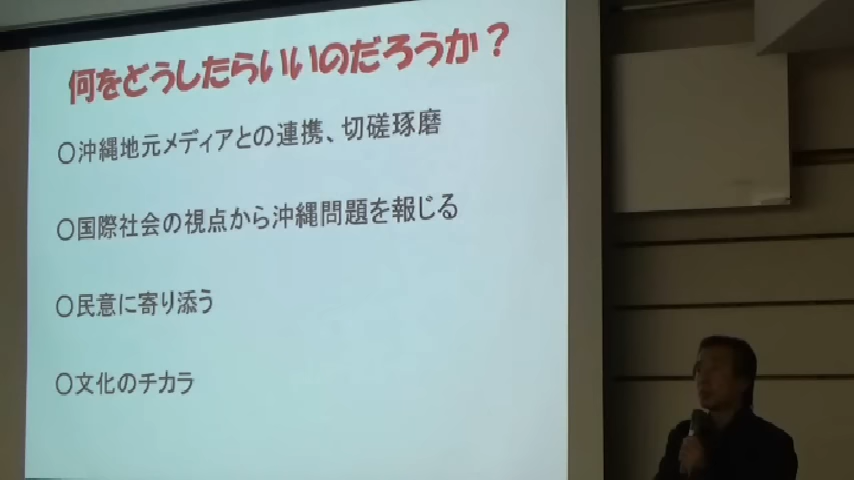 何をどうしたらいいのだろうか？
○沖縄地元メディアとの連携、切磋琢磨
○国際社会の視点から沖縄問題を報じる
○民意に寄り添う
○文化のチカラ